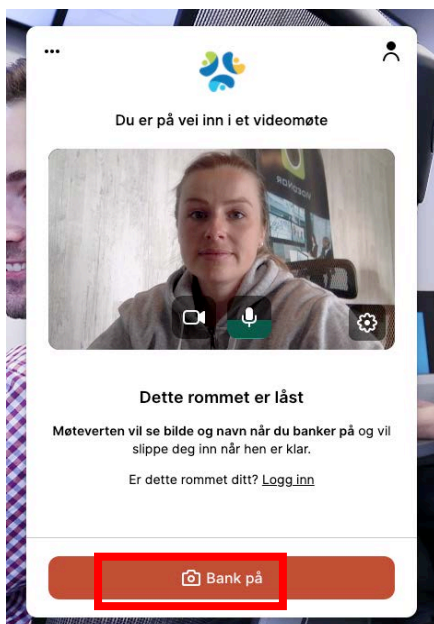 Du er på vei inn i et videomøte
VIDEONOR
Dette rommet er låst
Møteverten vil se bilde og navn når du banker på og vil
slippe deg inn når hen er klar.
Er dette rommet ditt? Logg inn
Bank på